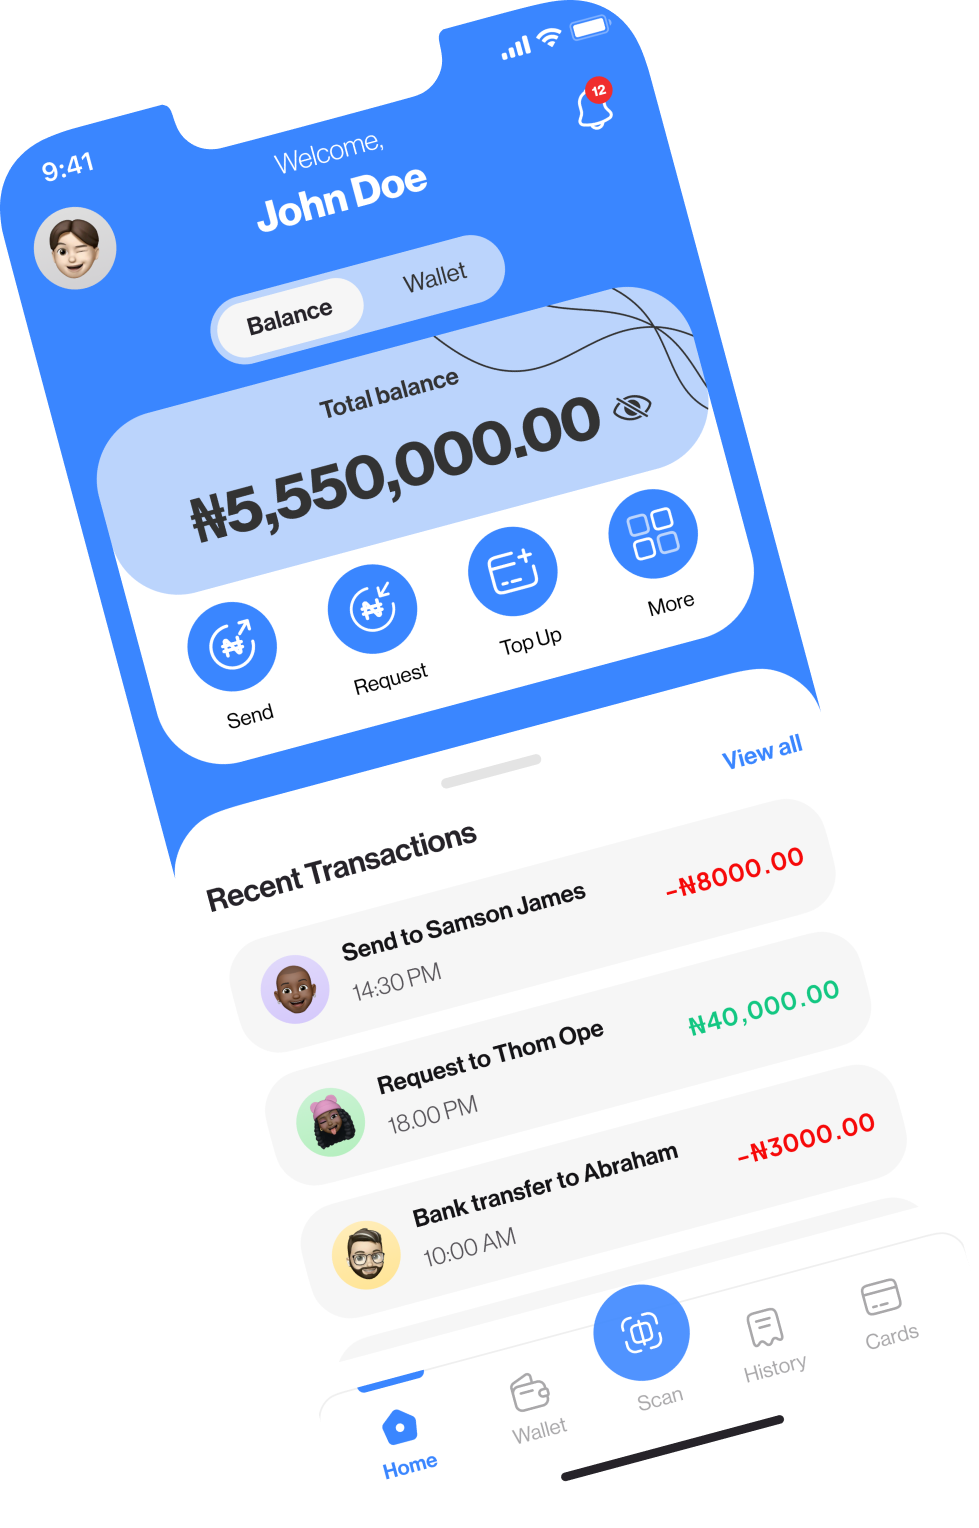 9:41
12
Welcome,
John Doe
Balance
Wallet
Total balance
₦5,550,000.00
Send
Request
Top Up
More
View all
Recent Transactions
Send to Samson James
14:30 PM
-₦8000.00
Request to Thom Ope
18.00 PM
₦40,000.00
Bank transfer to Abraham
10:00 AM
-₦3000.00
Home
Wallet
Scan
History
Cards